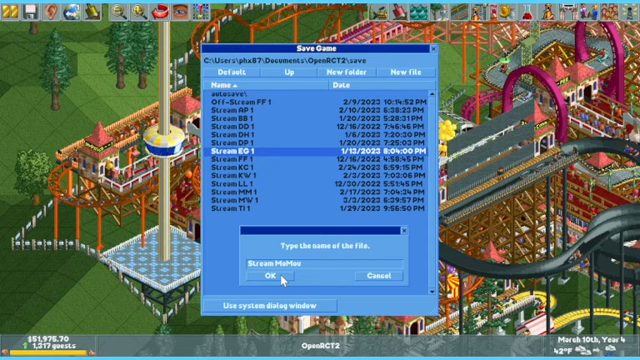 Save Game
C:\Users\phx87\Documents\OpenRCT2\save
Default Up New folder New file
Name Date
autosave\
Off-Stream FF 1 2/9/2023 10:14:52 PM
Stream AP 1 2/10/2023 6:38:23 PM
Stream BB 1 1/20/2023 5:28:31 PM
Stream DD 1 12/16/2022 7:46:46 PM
Stream DH 1 1/6/2023 7:20:30 PM
Stream DP 1 1/20/2023 7:25:03 PM
Stream EG 1 1/13/2023 8:04:00 PM
Stream FF 1 12/16/2022 4:58:45 PM
Stream KC 1 2/24/2023 6:59:15 PM
Stream KW 1 2/3/2023 7:03:06 PM
Stream LL 1 12/30/2022 5:51:45 PM
Stream MM 1 2/17/2023 7:04:34 PM
Stream MW 1 3/3/2023 6:39:57 PM
Stream TI 1 1/29/2023 9:56:50 PM
Type the name of the file.
Stream MoMou
OK Cancel
Use system dialog window
$51,975.70
1,317 guests
OpenRCT2
March 10th, Year 4
42°F